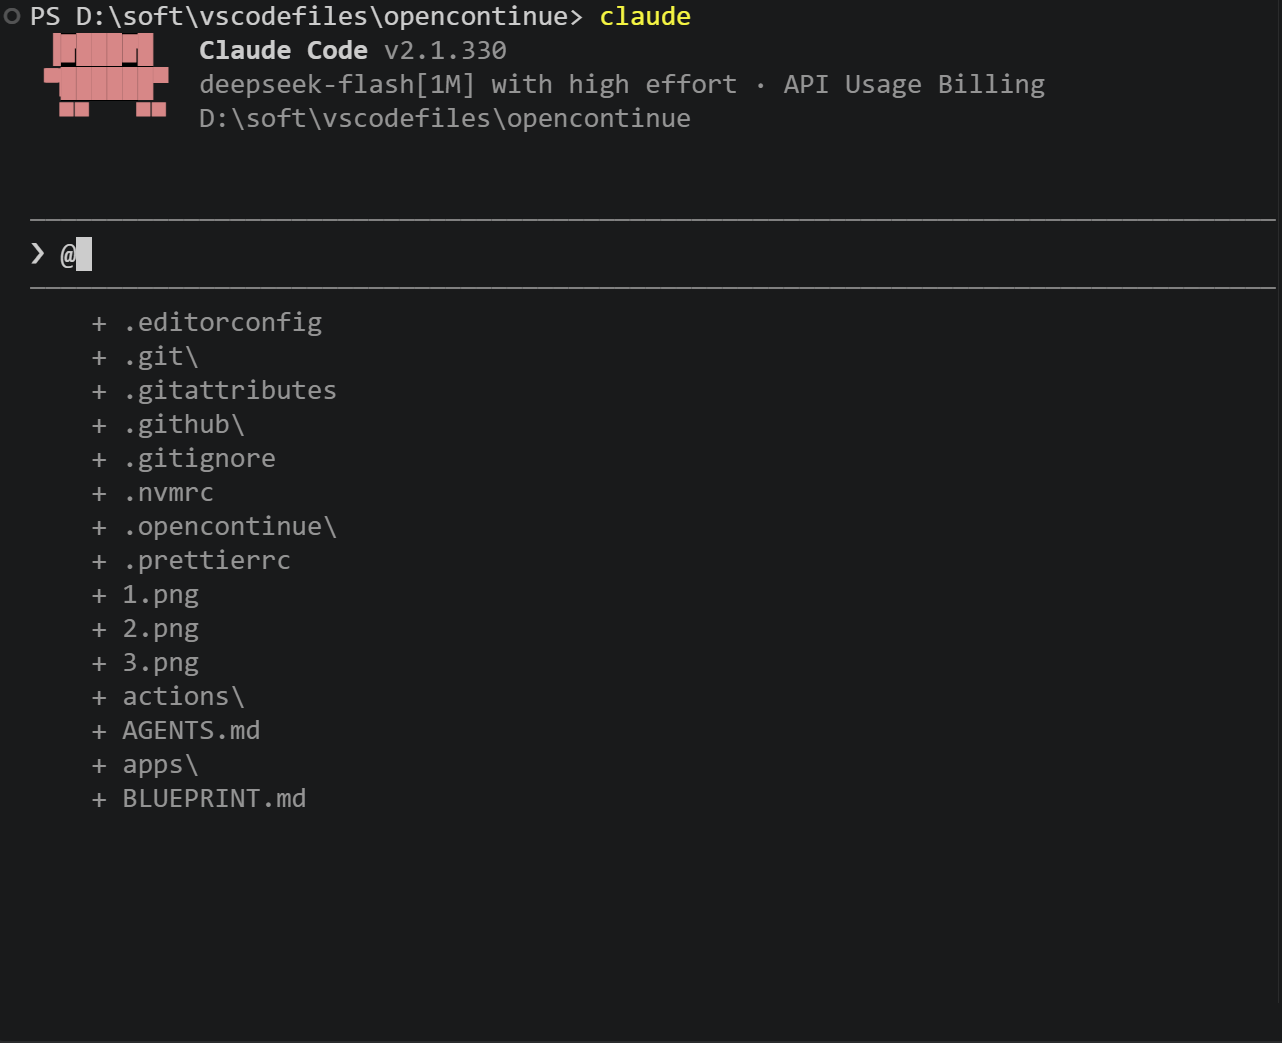 PS D:\soft\vscodefiles\opencontinue> claude
Claude Code v2.1.330
deepseek-flash[1M] with high effort · API Usage Billing
D:\soft\vscodefiles\opencontinue
❯ @
+ .editorconfig
+ .git\
+ .gitattributes
+ .github\
+ .gitignore
+ .nvmrc
+ .opencontinue\
+ .prettierrc
+ 1.png
+ 2.png
+ 3.png
+ actions\
+ AGENTS.md
+ apps\
+ BLUEPRINT.md